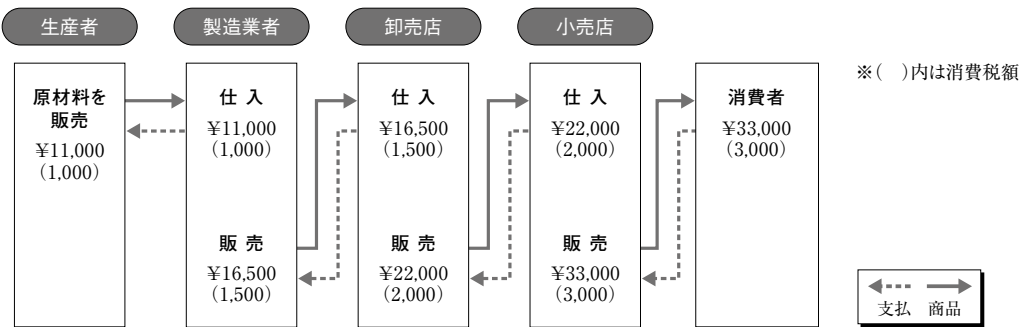 生産者
製造業者
卸売店
小売店
原材料を
販売
¥11,000
(1,000)
仕入
¥11,000
(1,000)
販売
¥16,500
(1,500)
仕入
¥16,500
(1,500)
販売
¥22,000
(2,000)
仕入
¥22,000
(2,000)
販売
¥33,000
(3,000)
消費者
¥33,000
(3,000)
※(　)内は消費税額
支払　商品